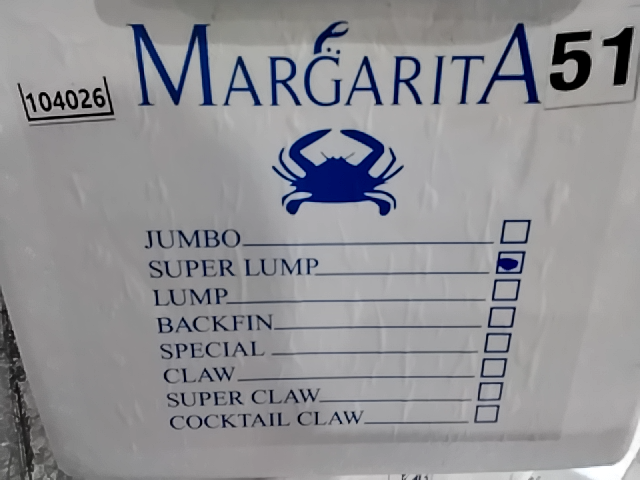 MARGARITA
51
104026
JUMBO
SUPER LUMP
LUMP
BACKFIN
SPECIAL
CLAW
SUPER CLAW
COCKTAIL CLAW